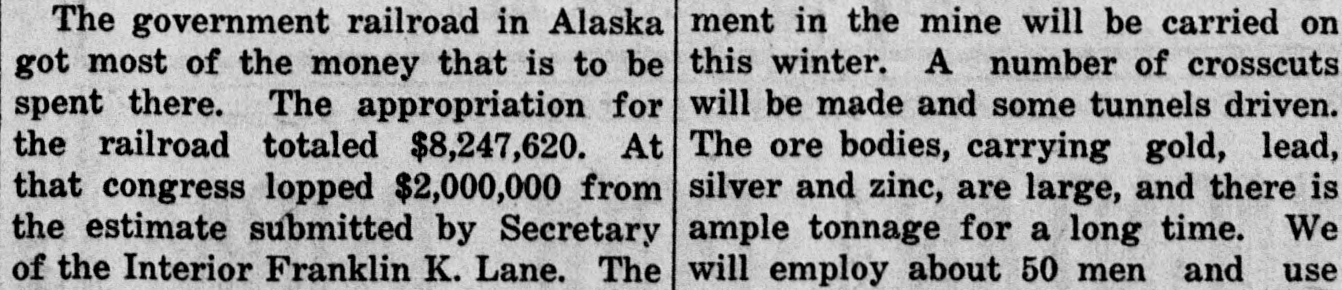 The government railroad in Alaska
got most of the money that is to be
spent there. The appropriation for
the railroad totaled $8,247,620. At
that congress lopped $2,000,000 from
the estimate submitted by Secretary
of the Interior Franklin K. Lane. The
ment in the mine will be carried on
this winter. A number of crosscuts
will be made and some tunnels driven.
The ore bodies, carrying gold, lead,
silver and zinc, are large, and there is
ample tonnage for a long time. We
will employ about 50 men and use